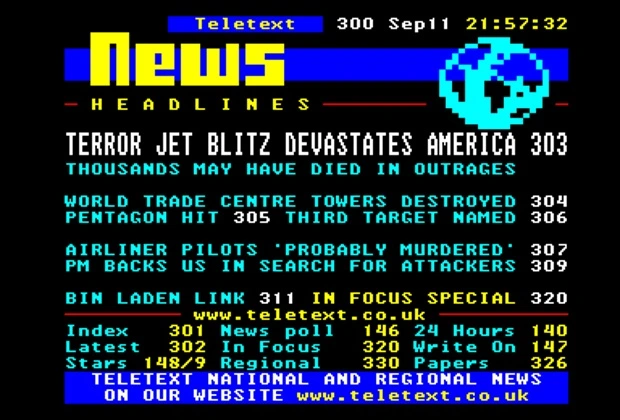 Teletext 300 Sep11 21:57:32
News
HEADLINES
TERROR JET BLITZ DEVASTATES AMERICA 303
THOUSANDS MAY HAVE DIED IN OUTRAGES
WORLD TRADE CENTRE TOWERS DESTROYED 304
PENTAGON HIT 305 THIRD TARGET NAMED 306
AIRLINER PILOTS 'PROBABLY MURDERED' 307
PM BACKS US IN SEARCH FOR ATTACKERS 309
BIN LADEN LINK 311 IN FOCUS SPECIAL 320
www.teletext.co.uk
Index 301 News poll 146 24 Hours 140
Latest 302 In Focus 320 Write On 147
Stars 148/9 Regional 330 Papers 326
TELETEXT NATIONAL AND REGIONAL NEWS
ON OUR WEBSITE www.teletext.co.uk